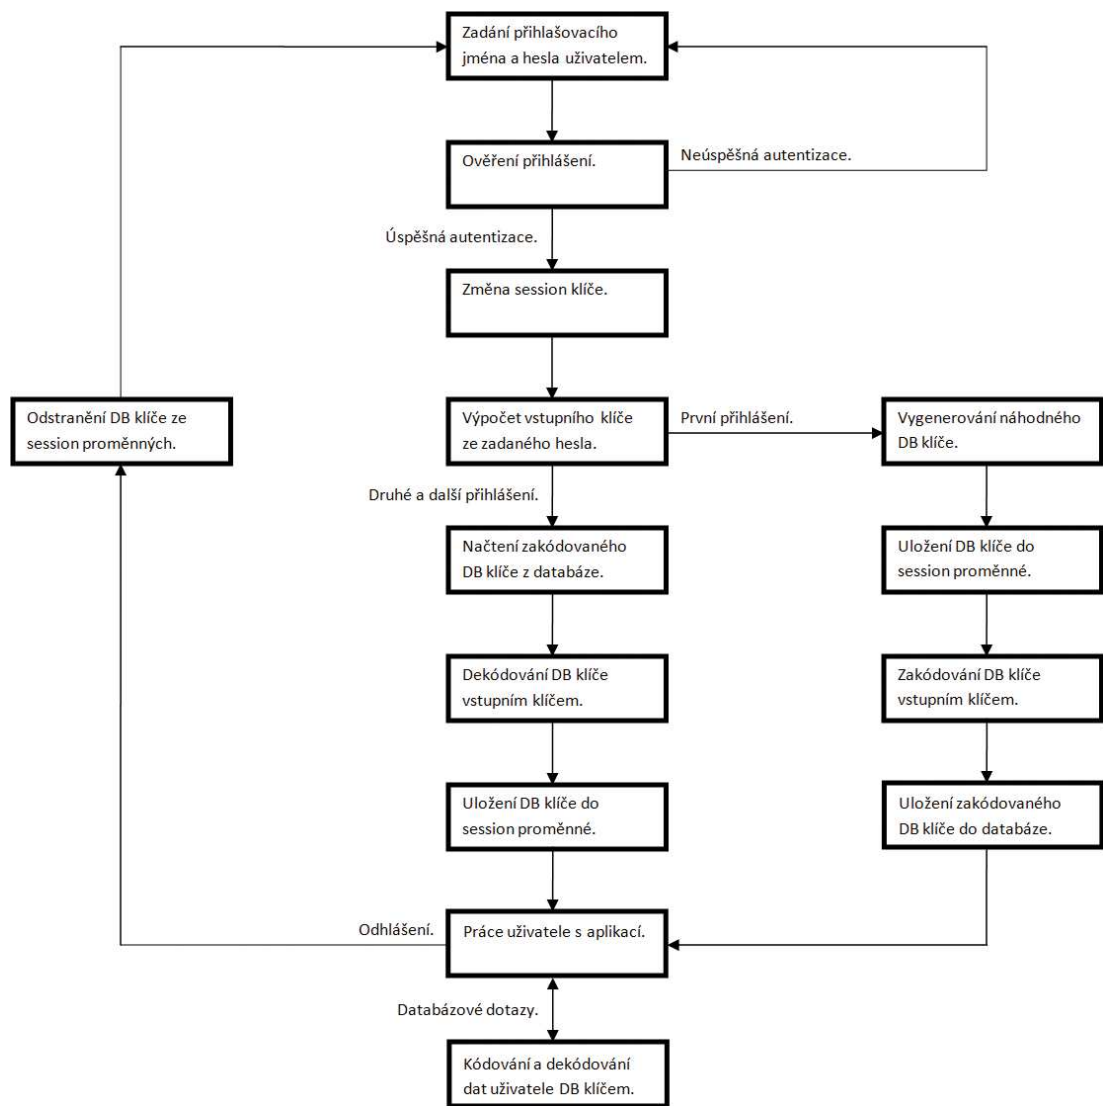 Zadání přihlašovacího
jména a hesla uživatelem.
Ověření přihlášení.
Neúspěšná autentizace.
Úspěšná autentizace.
Změna session klíče.
Odstranění DB klíče ze
session proměnných.
Výpočet vstupního klíče
ze zadaného hesla.
První přihlášení.
Vygenerování náhodného
DB klíče.
Druhé a další přihlášení.
Načtení zakódovaného
DB klíče z databáze.
Uložení DB klíče do
session proměnné.
Dekódování DB klíče
vstupním klíčem.
Zakódování DB klíče
vstupním klíčem.
Uložení DB klíče do
session proměnné.
Uložení zakódovaného
DB klíče do databáze.
Odhlášení.
Práce uživatele s aplikací.
Databázové dotazy.
Kódování a dekódování
dat uživatele DB klíčem.